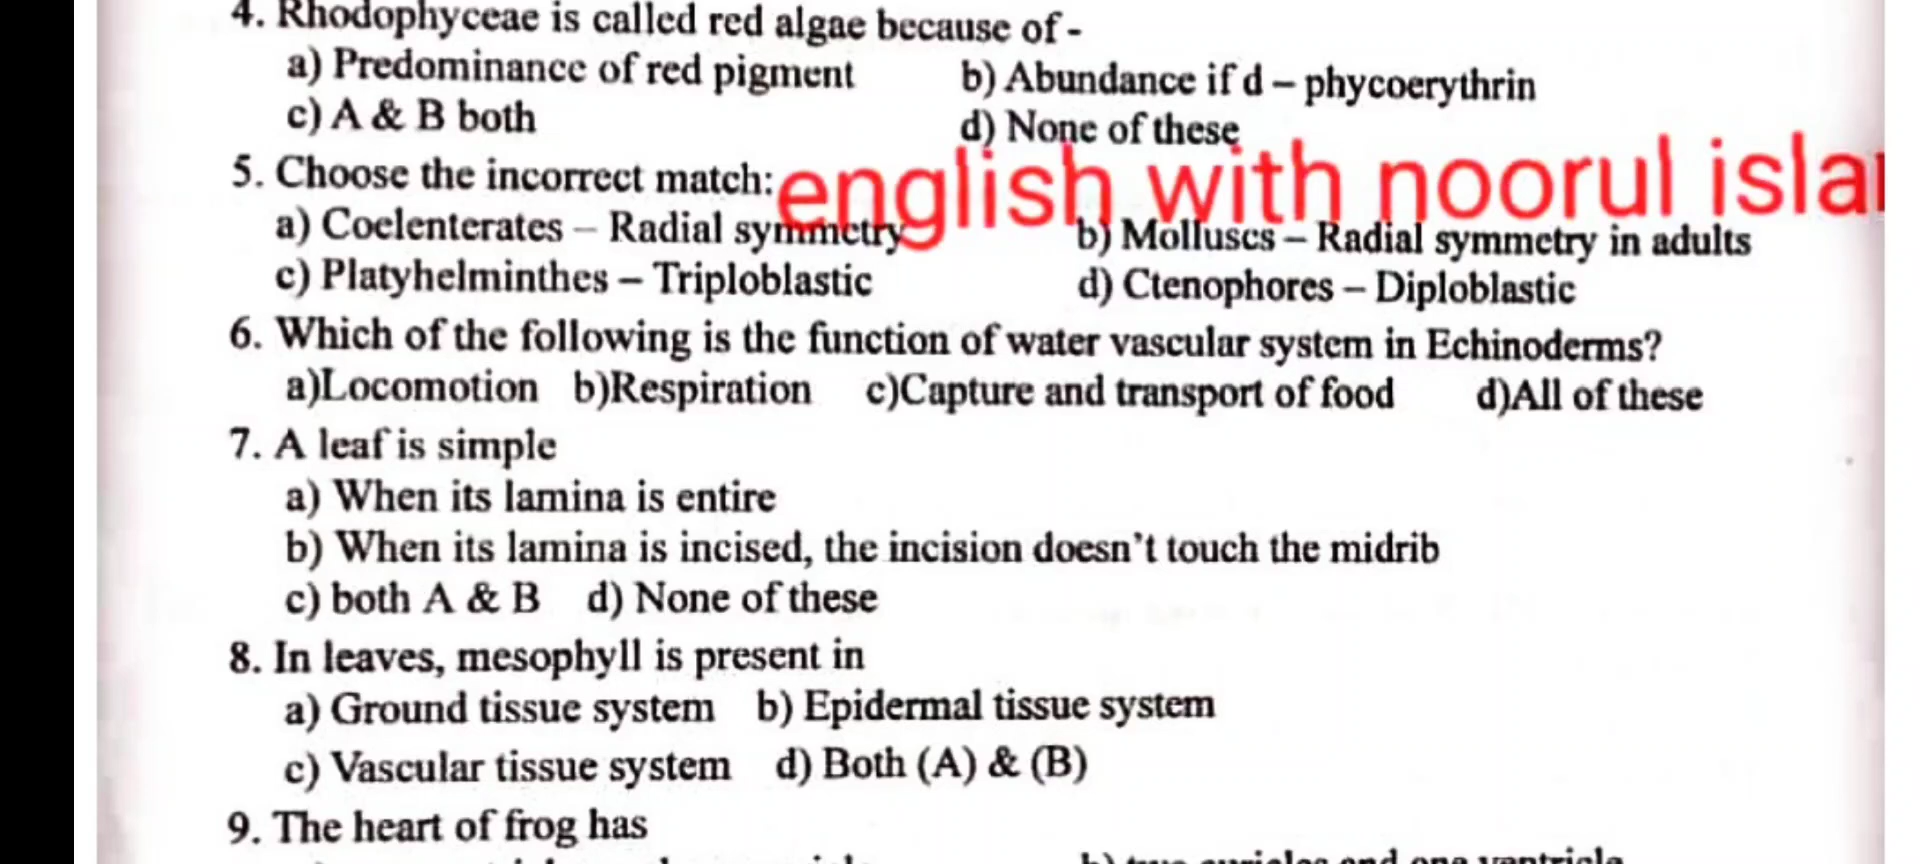 4. Rhodophyceae is called red algae because of -
a) Predominance of red pigment b) Abundance if d – phycoerythrin
c) A & B both d) None of these
5. Choose the incorrect match:
english with noorul isla
a) Coelenterates – Radial symmetry b) Molluscs – Radial symmetry in adults
c) Platyhelminthes – Triploblastic d) Ctenophores – Diploblastic
6. Which of the following is the function of water vascular system in Echinoderms?
a)Locomotion b)Respiration c)Capture and transport of food d)All of these
7. A leaf is simple
a) When its lamina is entire
b) When its lamina is incised, the incision doesn't touch the midrib
c) both A & B d) None of these
8. In leaves, mesophyll is present in
a) Ground tissue system b) Epidermal tissue system
c) Vascular tissue system d) Both (A) & (B)
9. The heart of frog has
b) two auricles and one ventricle